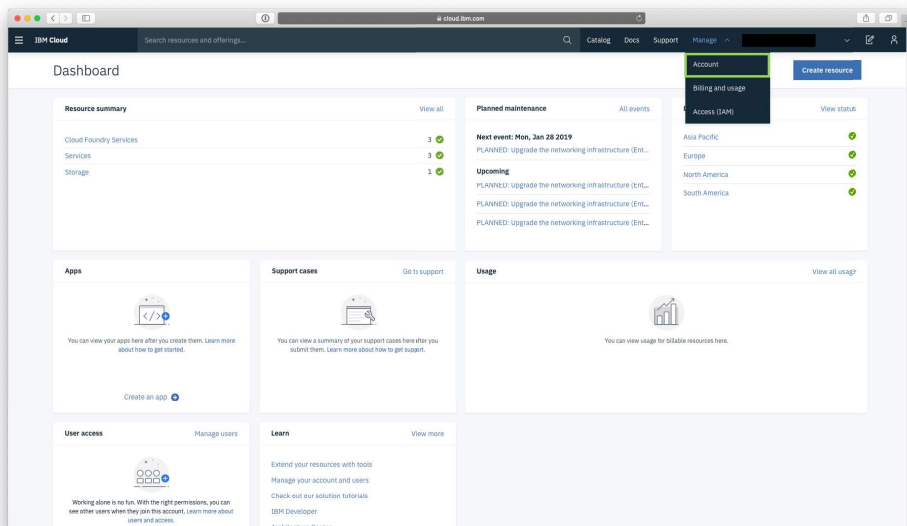 cloud.ibm.com
IBM Cloud
Search resources and offerings...
Catalog
Docs
Support
Manage
Account
Billing and usage
Access (IAM)
Dashboard
Create resource
Resource summary
View all
Cloud Foundry Services
3
Services
3
Storage
1
Planned maintenance
All events
Next event: Mon, Jan 28 2019
PLANNED: Upgrade the networking infrastructure (Ent...
Upcoming
PLANNED: Upgrade the networking infrastructure (Ent...
PLANNED: Upgrade the networking infrastructure (Ent...
PLANNED: Upgrade the networking infrastructure (Ent...
View status
Asia Pacific
Europe
North America
South America
Apps
</>
You can view your apps here after you create them. Learn more
about how to get started.
Create an app
Support cases
Go to support
You can view a summary of your support cases here after you
submit them. Learn more about how to get support.
Usage
View all usage
You can view usage for billable resources here.
User access
Manage users
Working alone is no fun. With the right permissions, you can
see other users when they join this account. Learn more about
users and access.
Learn
View more
Extend your resources with tools
Manage your account and users
Check out our solution tutorials
IBM Developer